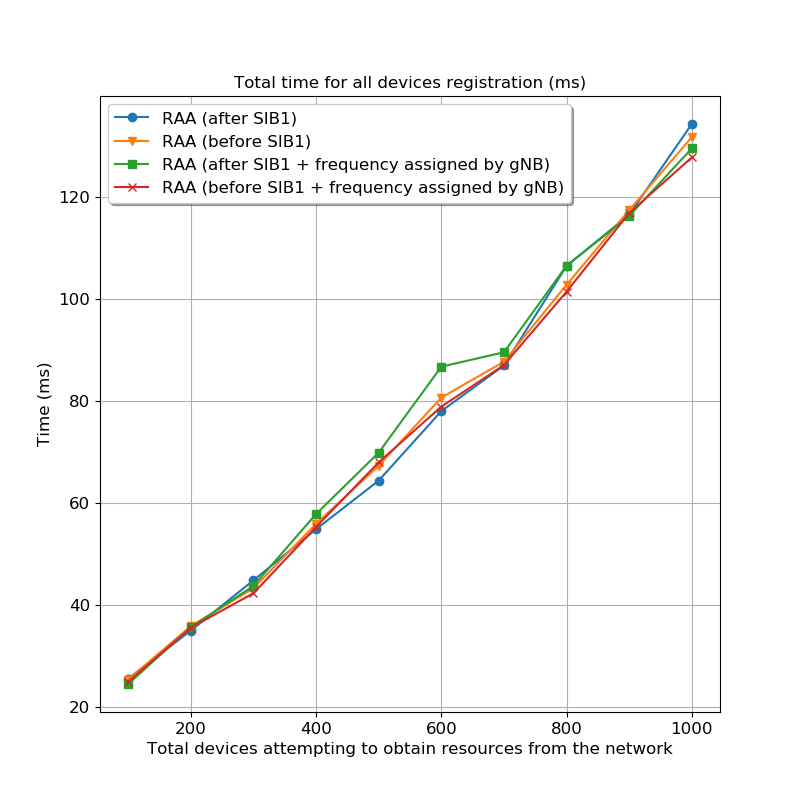 Total time for all devices registration (ms)
RAA (after SIB1)
RAA (before SIB1)
RAA (after SIB1 + frequency assigned by gNB)
RAA (before SIB1 + frequency assigned by gNB)
120
100
80
60
40
20
Time (ms)
200 400 600 800 1000
Total devices attempting to obtain resources from the network